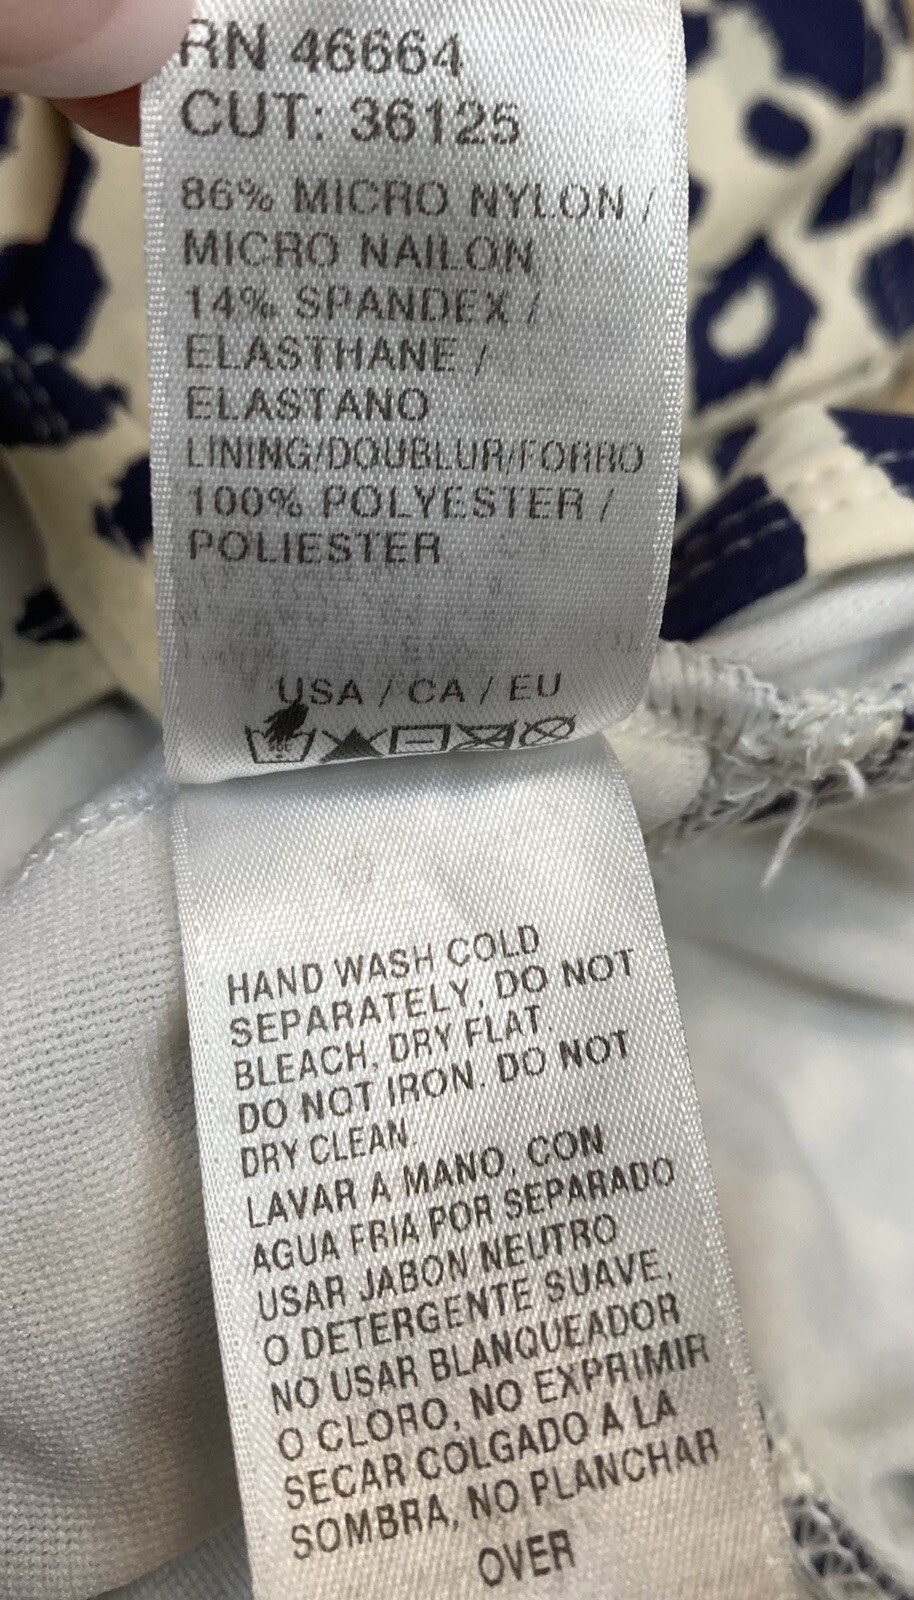 RN 46664
CUT: 36125
86% MICRO NYLON /
MICRO NAILON
14% SPANDEX /
ELASTHANE /
ELASTANO
LINING/DOUBLUR/FORRO
100% POLYESTER /
POLIESTER
USA / CA / EU
HAND WASH COLD
SEPARATELY, DO NOT
BLEACH. DRY FLAT.
DO NOT IRON. DO NOT
DRY CLEAN.
LAVAR A MANO, CON
AGUA FRIA POR SEPARADO
USAR JABON NEUTRO
O DETERGENTE SUAVE,
NO USAR BLANQUEADOR
O CLORO, NO EXPRIMIR
SECAR COLGADO A LA
SOMBRA, NO PLANCHAR
OVER